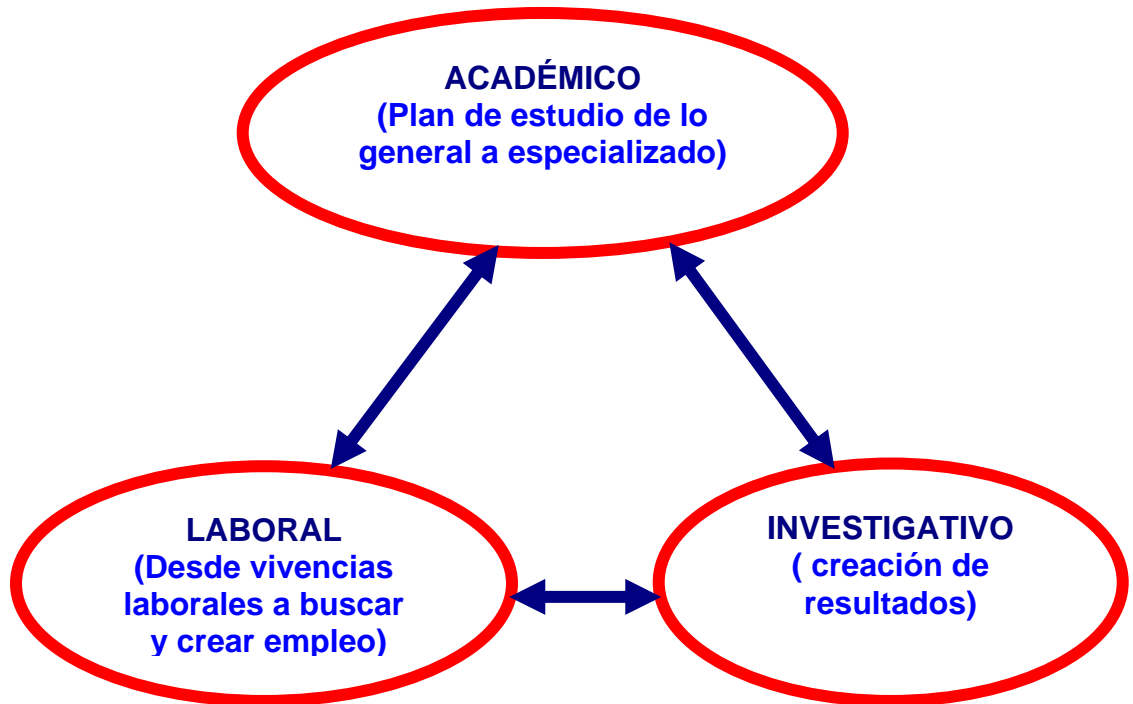 ACADÉMICO
(Plan de estudio de lo
general a especializado)
LABORAL
(Desde vivencias
laborales a buscar
y crear empleo)
INVESTIGATIVO
( creación de
resultados)